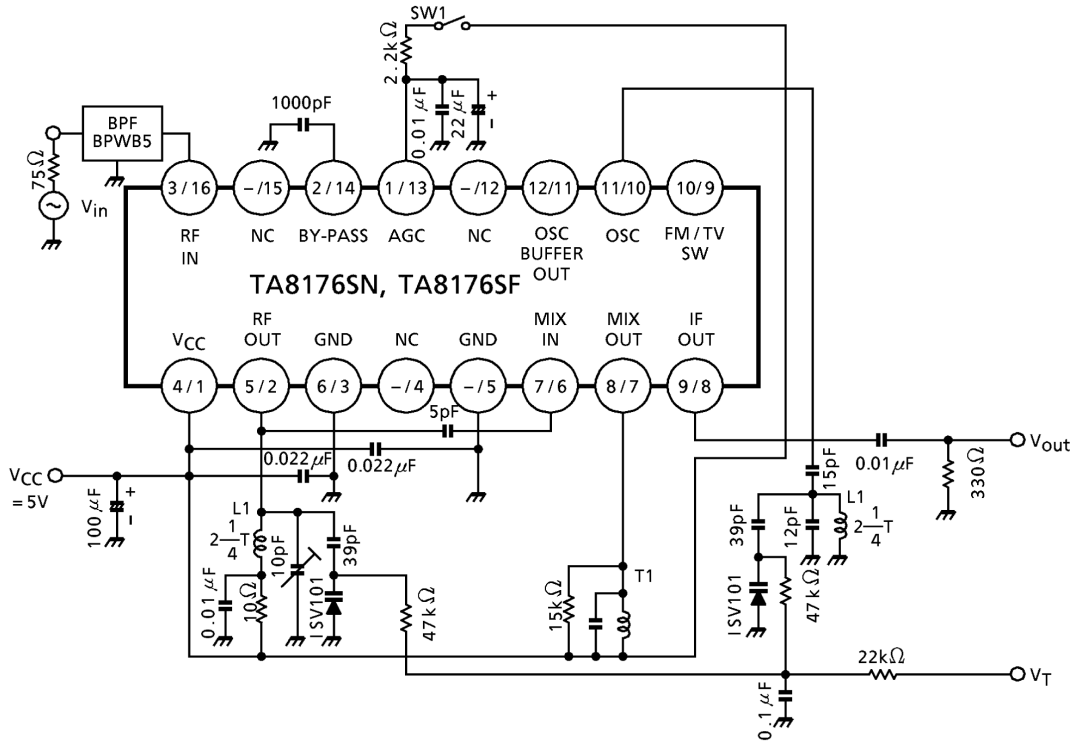 SW1
2.2kΩ
0.01μF
22μF
+
-
1000pF
BPF
BPWB5
75Ω
Vin
3/16
-/15
2/14
1/13
-/12
12/11
11/10
10/9
RF
IN
NC
BY-PASS
AGC
NC
OSC
BUFFER
OUT
OSC
FM/TV
SW
TA8176SN, TA8176SF
VCC
RF
OUT
GND
NC
GND
MIX
IN
MIX
OUT
IF
OUT
4/1
5/2
6/3
-/4
-/5
7/6
8/7
9/8
5pF
0.022μF
0.022μF
VCC
=5V
100μF
+
-
L1
2 1/4 T
10pF
39pF
0.01μF
10Ω
ISV101
47kΩ
15kΩ
T1
15pF
0.01μF
330Ω
Vout
39pF
12pF
L1
2 1/4 T
ISV101
47kΩ
22kΩ
VT
0.1μF